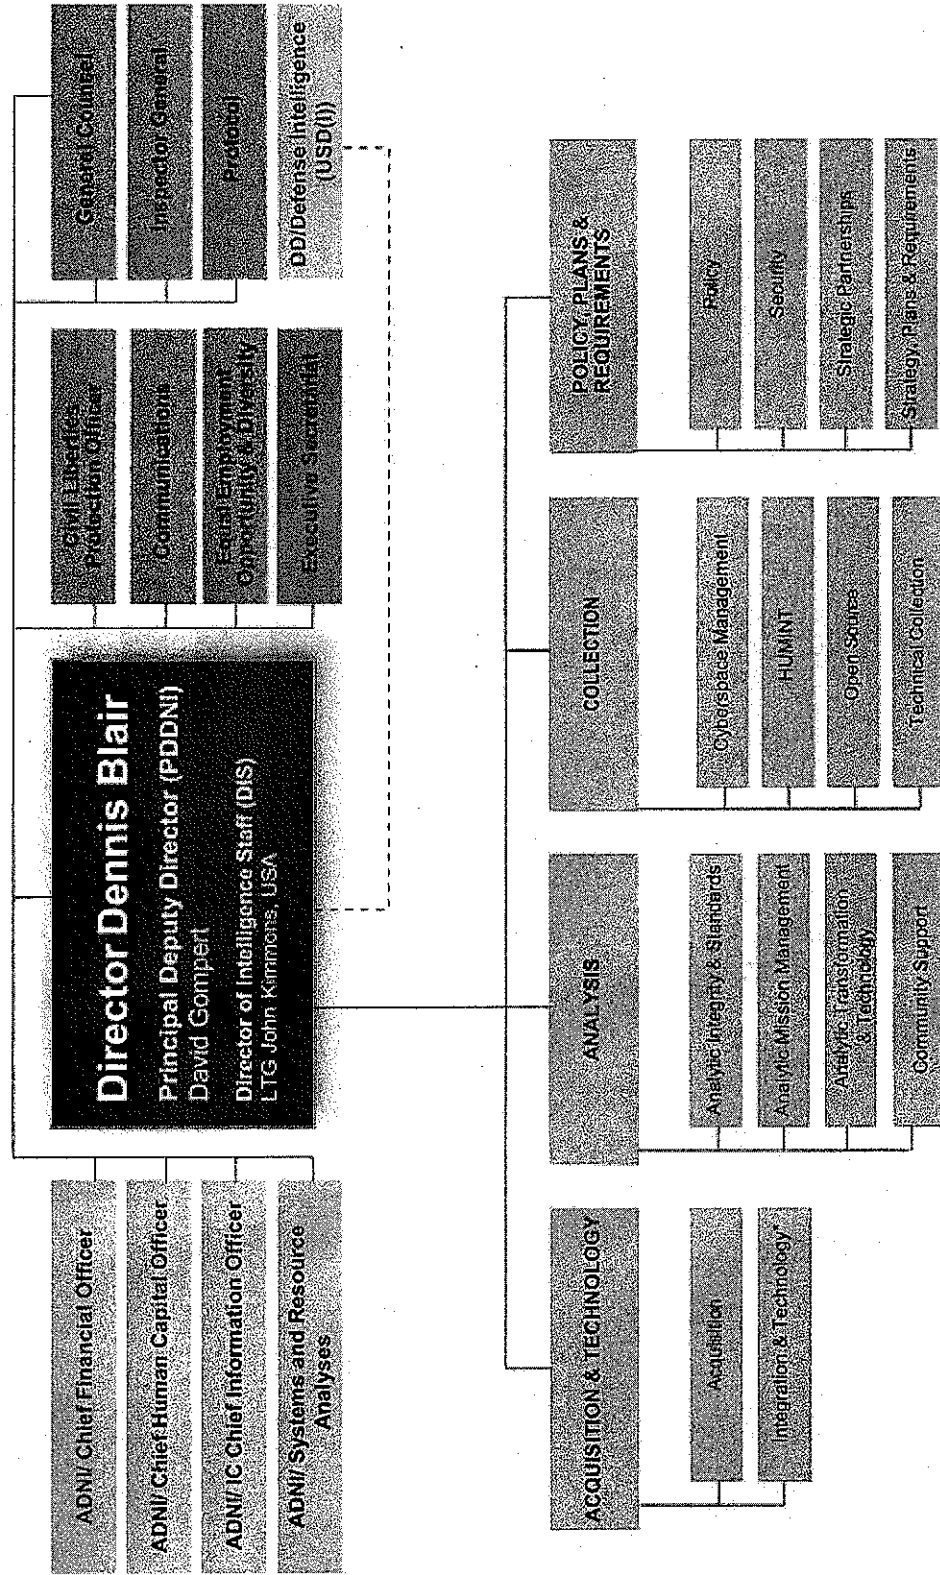 ADNI/ Chief Financial Officer
ADNI/ Chief Human Capital Officer
ADNI/ IC Chief Information Officer
ADNI/ Systems and Resource
Analyses
Director Dennis Blair
Principal Deputy Director (PDDNI)
David Gompert
Director of Intelligence Staff (DIS)
LTG John Kimmons, USA
Civil Liberties
Protection Officer
Communications
Equal Employment
Opportunity & Diversity
Executive Secretariat
General Counsel
Inspector General
Protocol
DD/Defense Intelligence
(USD(I))
ACQUISITION & TECHNOLOGY
Acquisition
Integration & Technology*
ANALYSIS
Analytic Integrity & Standards
Analytic Mission Management
Analytic Transformation
& Technology
Community Support
COLLECTION
Cyberspace Management
HUMINT
Open Source
Technical Collection
POLICY, PLANS &
REQUIREMENTS
Policy
Security
Strategic Partnerships
Strategy, Plans & Requirements